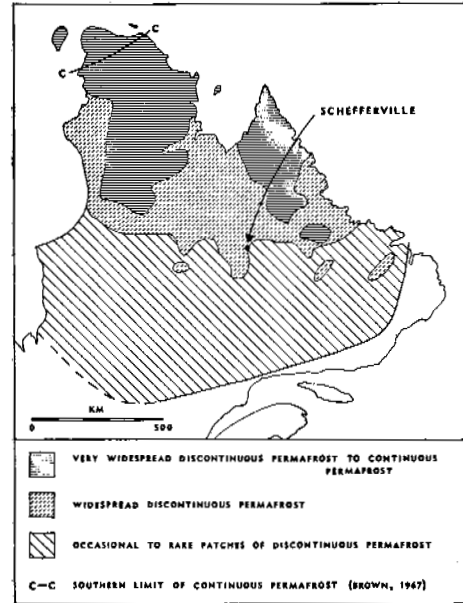 C
C
SCHEFFERVILLE
KM
0 500
VERY WIDESPREAD DISCONTINUOUS PERMAFROST TO CONTINUOUS
PERMAFROST
WIDESPREAD DISCONTINUOUS PERMAFROST
OCCASIONAL TO RARE PATCHES OF DISCONTINUOUS PERMAFROST
C—C SOUTHERN LIMIT OF CONTINUOUS PERMAFROST (BROWN, 1967)